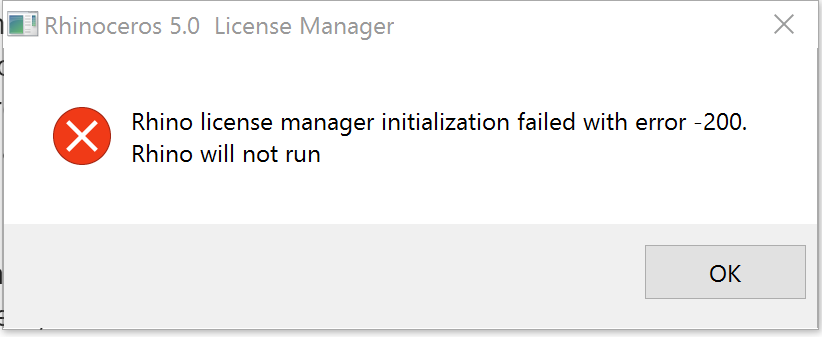 Rhinoceros 5.0  License Manager
Rhino license manager initialization failed with error -200.
Rhino will not run
OK